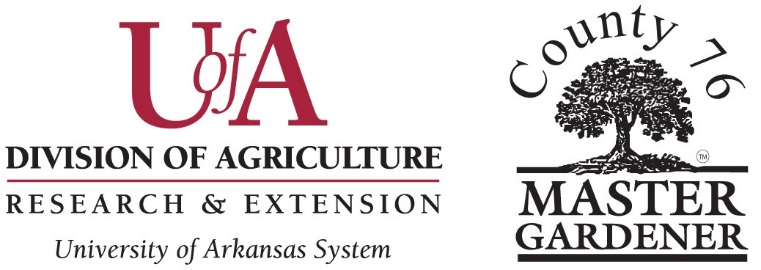 UofA
DIVISION OF AGRICULTURE
RESEARCH & EXTENSION
University of Arkansas System
County 76
TM
MASTER
GARDENER